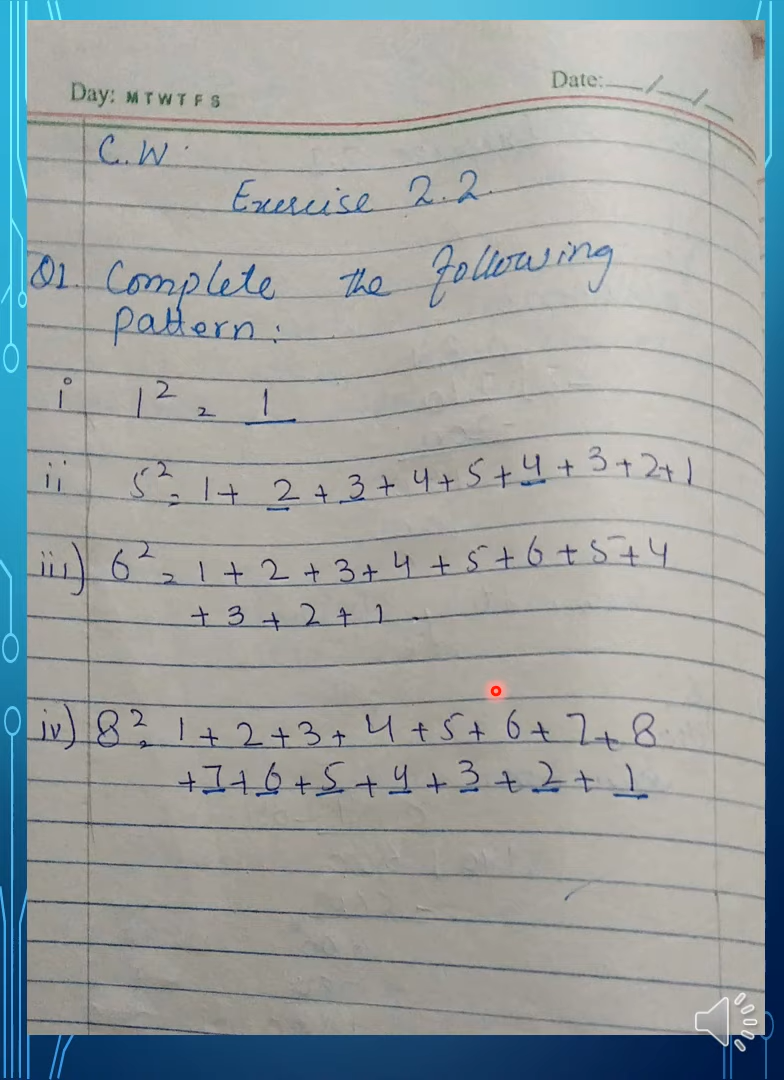 Day: M T W T F S
Date: __/__/__
C.W.
Exercise 2.2.
Q1. Complete the following
pattern:
i 1² = 1
ii 5² = 1 + 2 + 3 + 4 + 5 + 4 + 3 + 2 + 1
iii) 6² = 1 + 2 + 3 + 4 + 5 + 6 + 5 + 4
+ 3 + 2 + 1.
iv) 8² = 1 + 2 + 3 + 4 + 5 + 6 + 7 + 8
+ 7 + 6 + 5 + 4 + 3 + 2 + 1